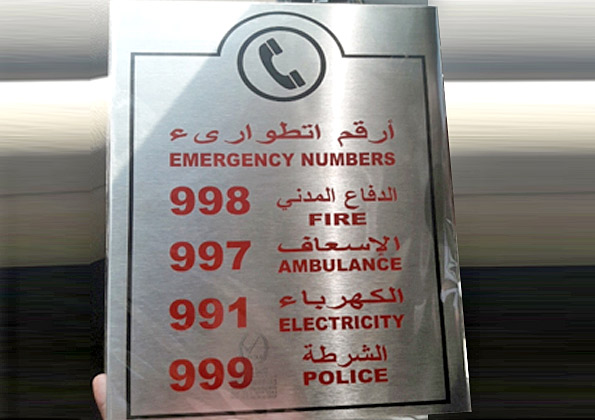 أرقم اتطوارىء
EMERGENCY NUMBERS
998 الدفاع المدني
FIRE
997 الإسعاف
AMBULANCE
991 الكهرباء
ELECTRICITY
999 الشرطة
POLICE